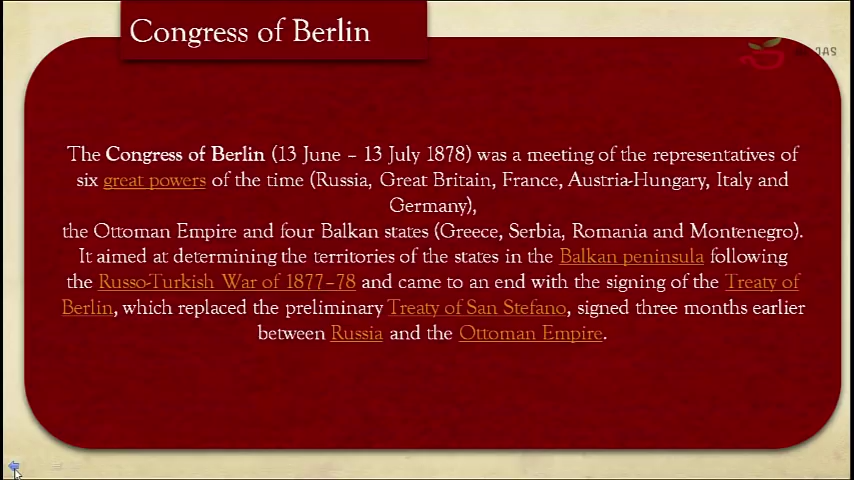 Congress of Berlin
The Congress of Berlin (13 June – 13 July 1878) was a meeting of the representatives of
six great powers of the time (Russia, Great Britain, France, Austria-Hungary, Italy and
Germany),
the Ottoman Empire and four Balkan states (Greece, Serbia, Romania and Montenegro).
It aimed at determining the territories of the states in the Balkan peninsula following
the Russo-Turkish War of 1877–78 and came to an end with the signing of the Treaty of
Berlin, which replaced the preliminary Treaty of San Stefano, signed three months earlier
between Russia and the Ottoman Empire.